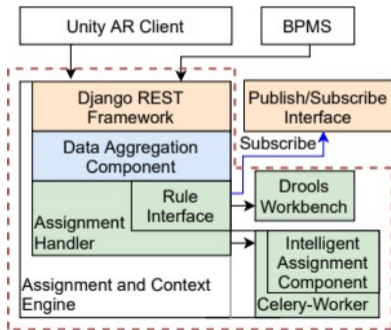 Unity AR Client
BPMS
Django REST
Framework
Publish/Subscribe
Interface
Data Aggregation
Component
Subscribe
Rule
Interface
Assignment
Handler
Drools
Workbench
Intelligent
Assignment
Component
Celery-Worker
Assignment and Context
Engine